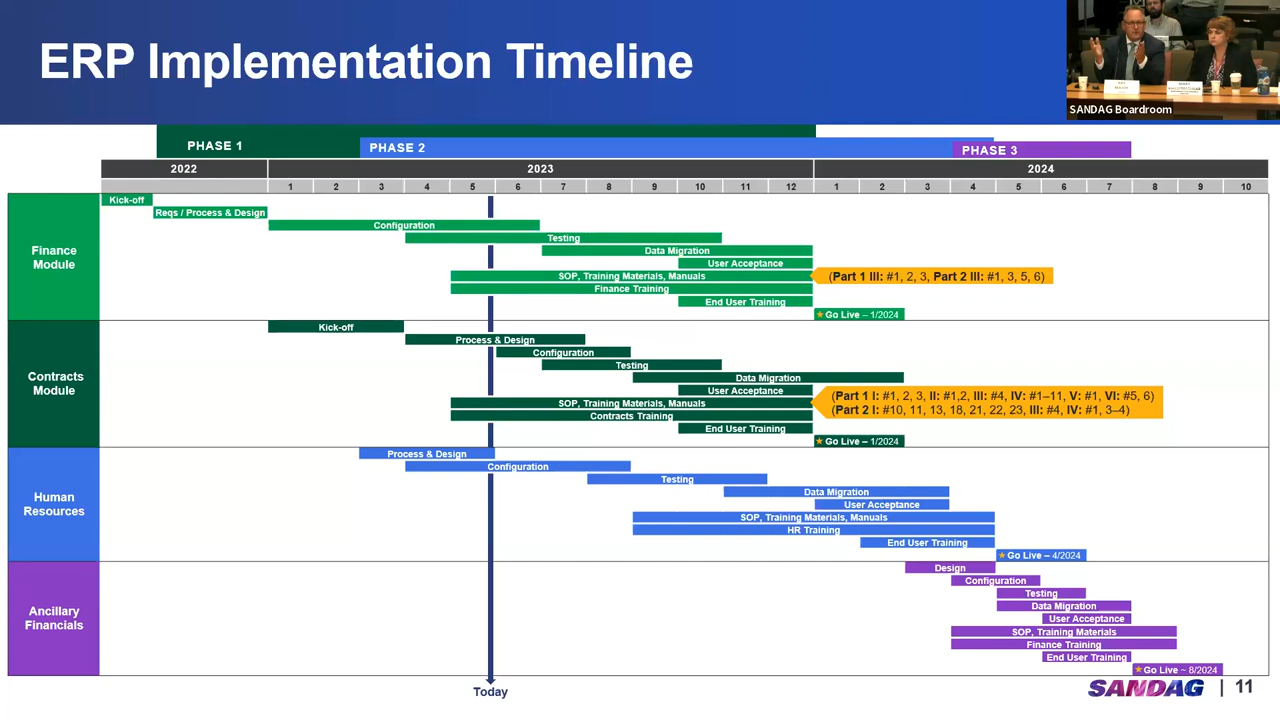 ERP Implementation Timeline
SANDAG Boardroom
PHASE 1
PHASE 2
PHASE 3
2022 2023 2024
1 2 3 4 5 6 7 8 9 10 11 12 1 2 3 4 5 6 7 8 9 10
Finance
Module
Kick-off
Reqs / Process & Design
Configuration
Testing
Data Migration
User Acceptance
SOP, Training Materials, Manuals
(Part 1 III: #1, 2, 3, Part 2 III: #1, 3, 5, 6)
Finance Training
End User Training
Go Live – 1/2024
Contracts
Module
Kick-off
Process & Design
Configuration
Testing
Data Migration
User Acceptance
SOP, Training Materials, Manuals
(Part 1 I: #1, 2, 3, II: #1,2, III: #4, IV: #1–11, V: #1, VI: #5, 6)
(Part 2 I: #10, 11, 13, 18, 21, 22, 23, III: #4, IV: #1, 3–4)
Contracts Training
End User Training
Go Live – 1/2024
Human
Resources
Process & Design
Configuration
Testing
Data Migration
User Acceptance
SOP, Training Materials, Manuals
HR Training
End User Training
Go Live – 4/2024
Ancillary
Financials
Design
Configuration
Testing
Data Migration
User Acceptance
SOP, Training Materials
Finance Training
End User Training
Go Live ~ 8/2024
Today
SANDAG | 11